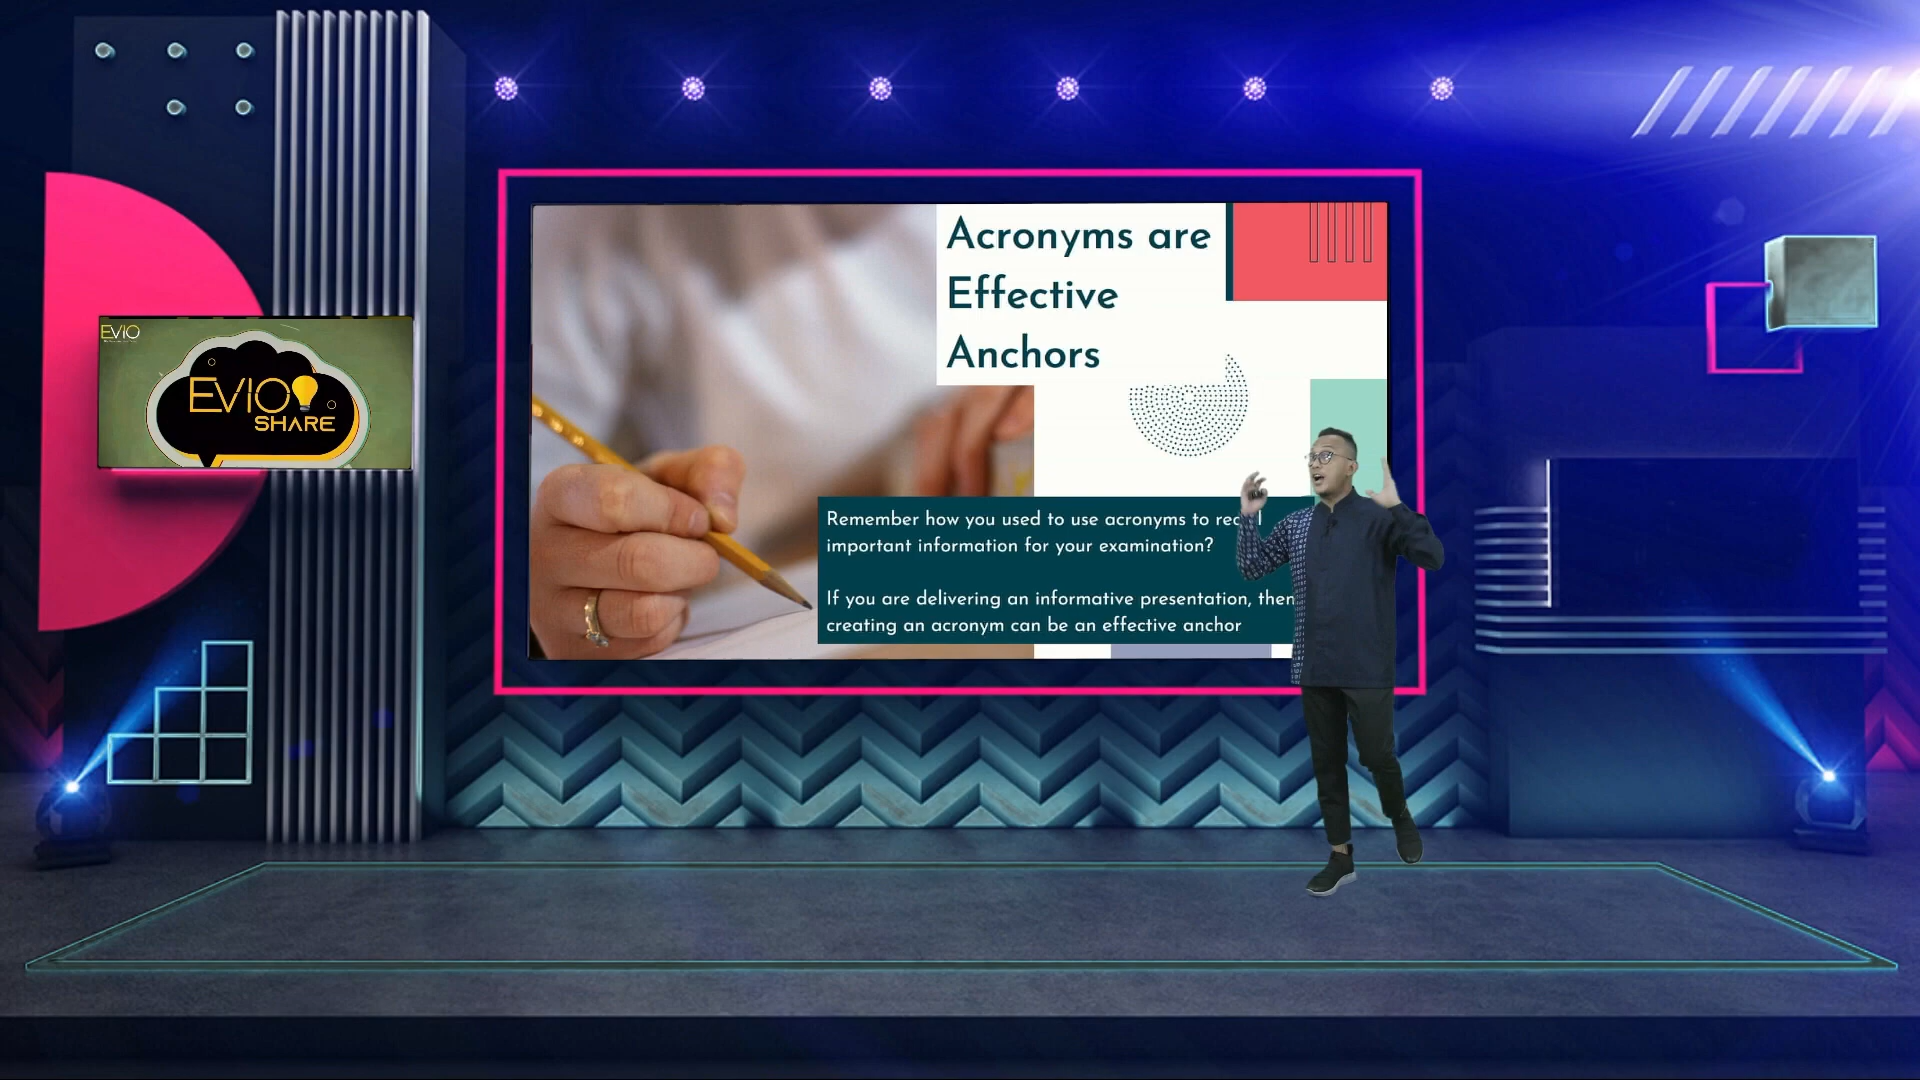 EVIO
EVIO
SHARE
Acronyms are
Effective
Anchors
Remember how you used to use acronyms to
important information for your examination?
If you are delivering an informative presentation, then
creating an acronym can be an effective anchor